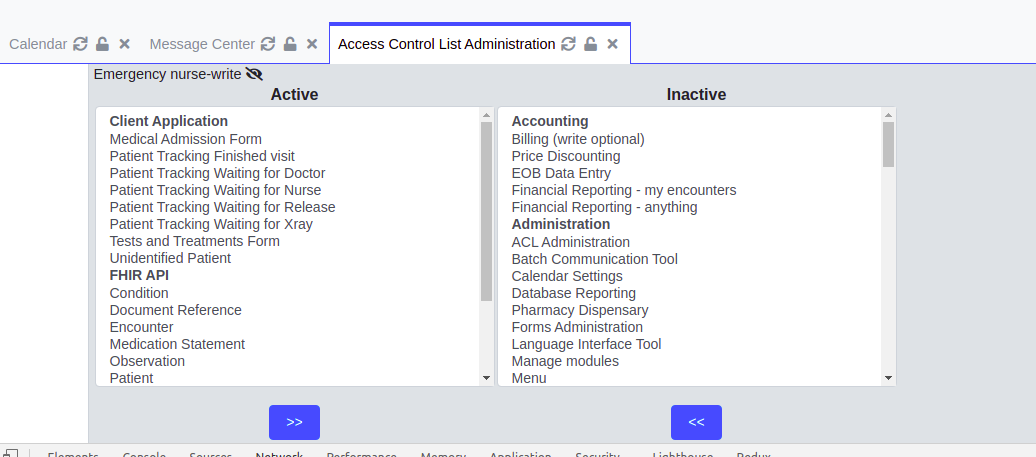 Calendar Message Center Access Control List Administration
Emergency nurse-write
Active
Client Application
Medical Admission Form
Patient Tracking Finished visit
Patient Tracking Waiting for Doctor
Patient Tracking Waiting for Nurse
Patient Tracking Waiting for Release
Patient Tracking Waiting for Xray
Tests and Treatments Form
Unidentified Patient
FHIR API
Condition
Document Reference
Encounter
Medication Statement
Observation
Patient
>>
Inactive
Accounting
Billing (write optional)
Price Discounting
EOB Data Entry
Financial Reporting - my encounters
Financial Reporting - anything
Administration
ACL Administration
Batch Communication Tool
Calendar Settings
Database Reporting
Pharmacy Dispensary
Forms Administration
Language Interface Tool
Manage modules
Menu
<<
Elements Console Sources Network Performance Memory Application Security Lighthouse Redux